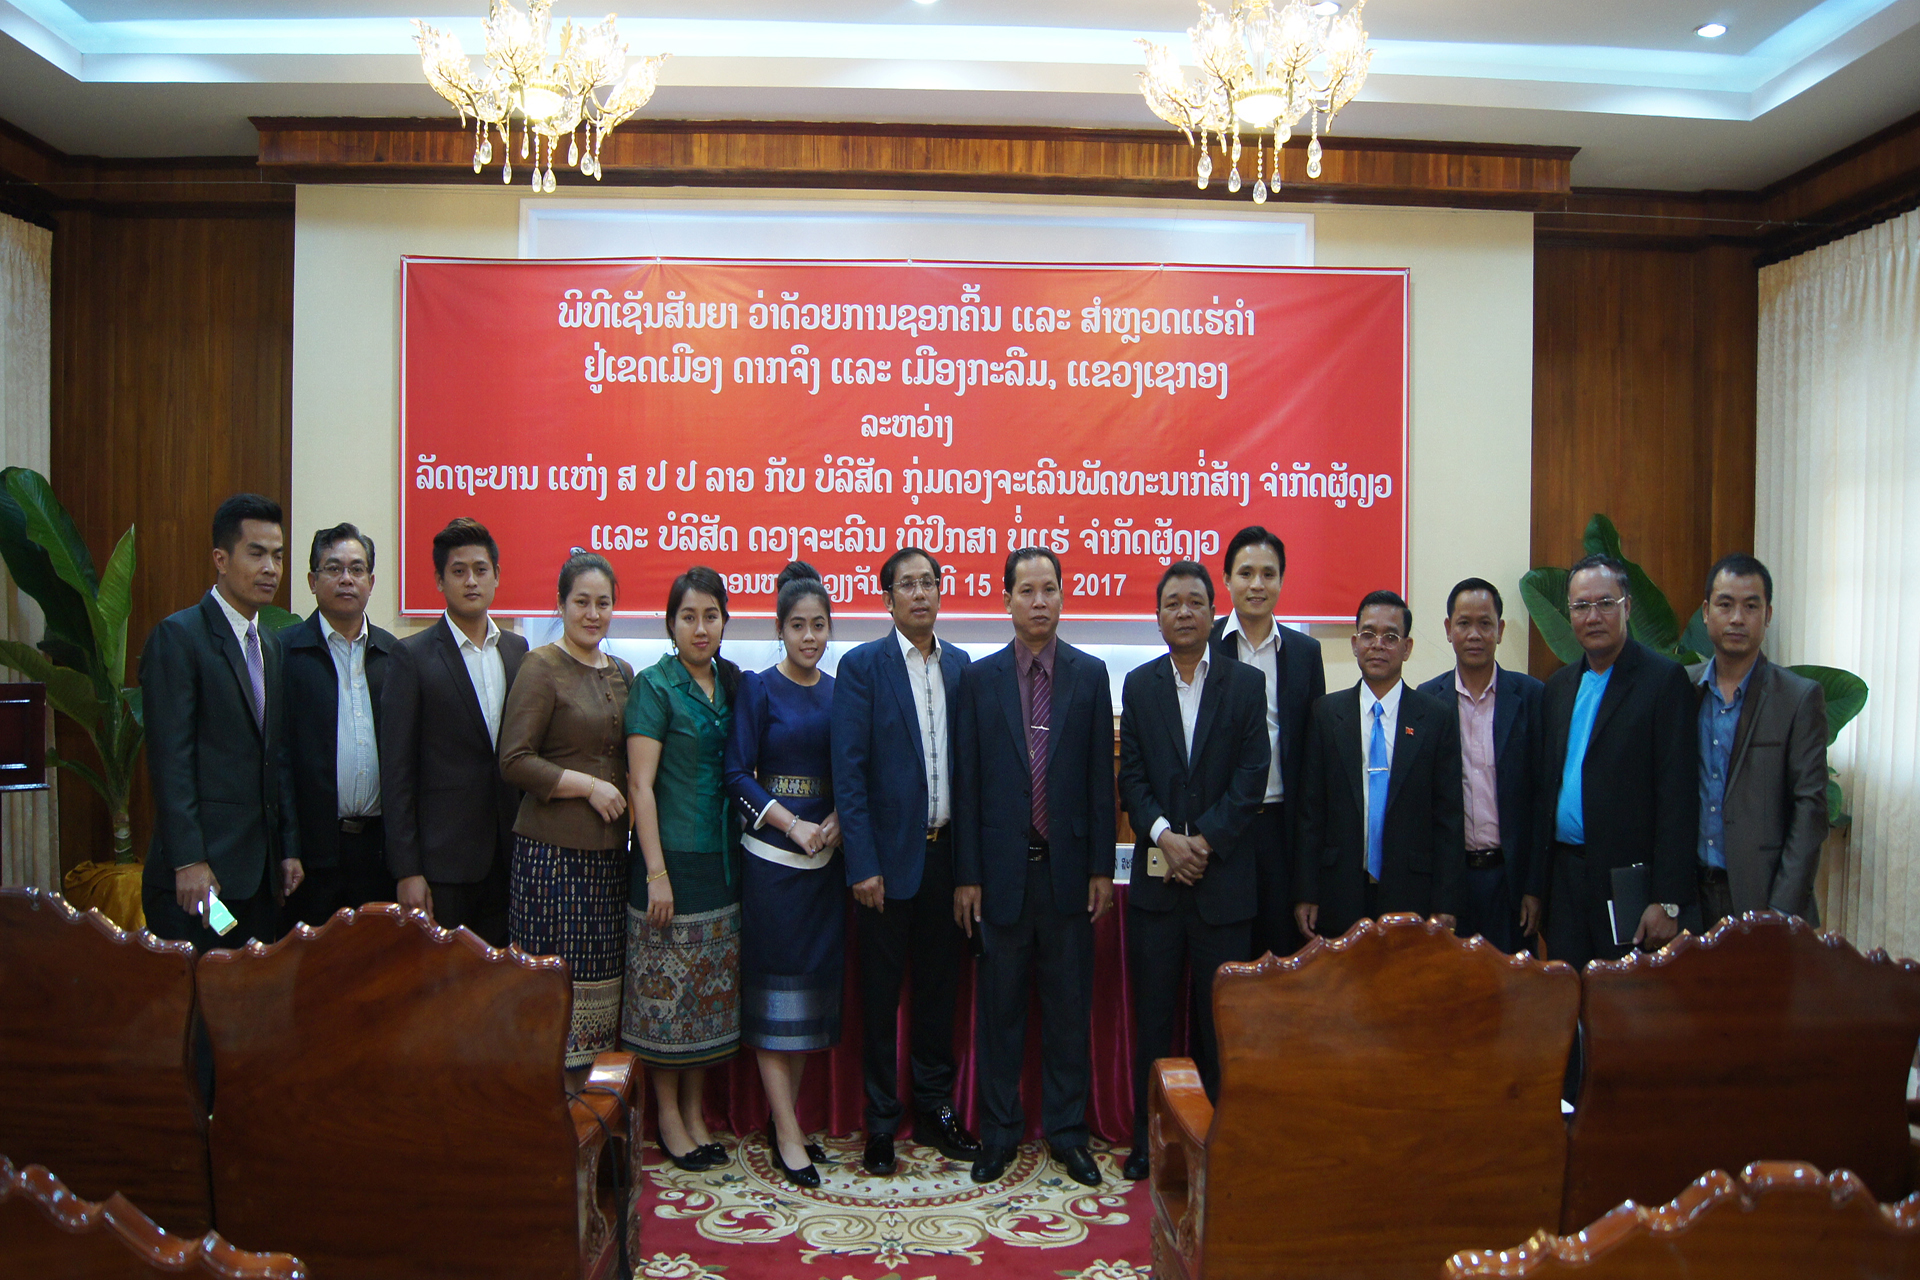 ພິທີເຊັນສັນຍາ ວ່າດ້ວຍການຊອກຄົ້ນ ແລະ ສຳຫຼວດແຮ່ຄຳ
ຢູ່ເຂດເມືອງ ດາກຈຶງ ແລະ ເມືອງກະລຶມ, ແຂວງເຊກອງ
ລະຫວ່າງ
ລັດຖະບານ ແຫ່ງ ສ ປ ປ ລາວ ກັບ ບໍລິສັດ ກຸ່ມດວງຈະເລີນພັດທະນາກໍ່ສ້າງ ຈຳກັດຜູ້ດຽວ
ແລະ ບໍລິສັດ ດວງຈະເລີນ ທີປຶກສາ ບໍ່ແຮ່ ຈຳກັດຜູ້ດຽວ
15 2017